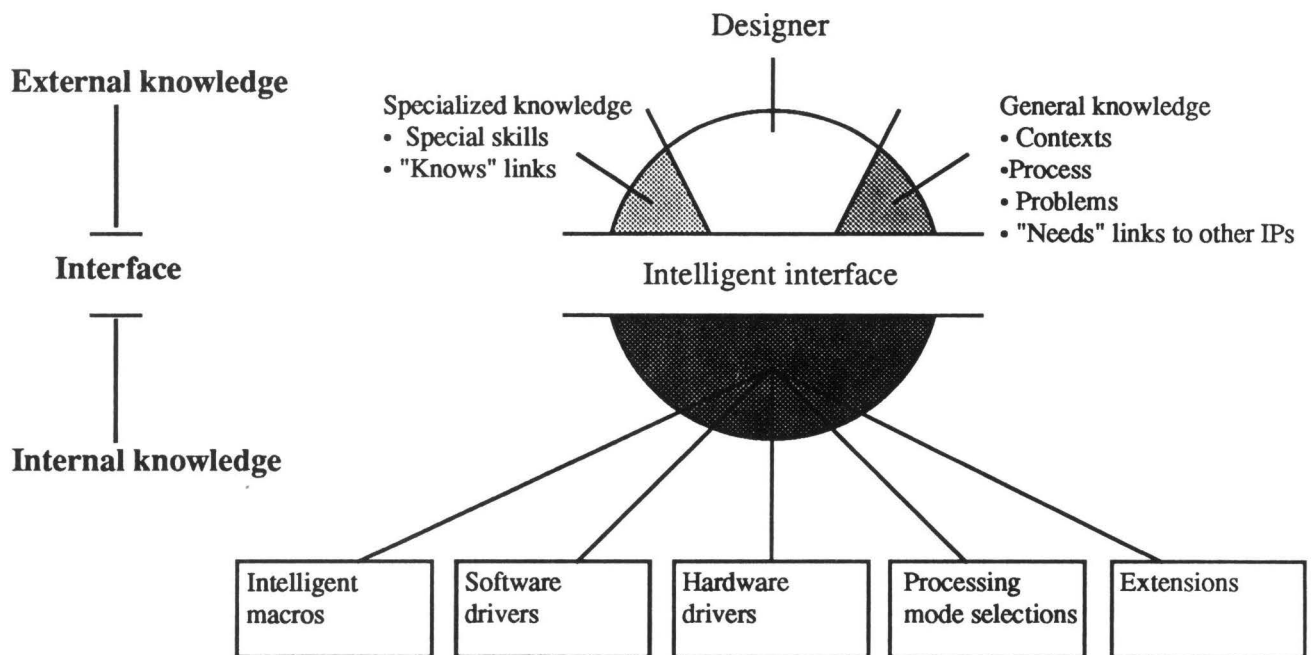 Designer
External knowledge
Specialized knowledge
• Special skills
• "Knows" links
General knowledge
• Contexts
•Process
• Problems
• "Needs" links to other IPs
Interface
Intelligent interface
Internal knowledge
Intelligent
macros
Software
drivers
Hardware
drivers
Processing
mode selections
Extensions